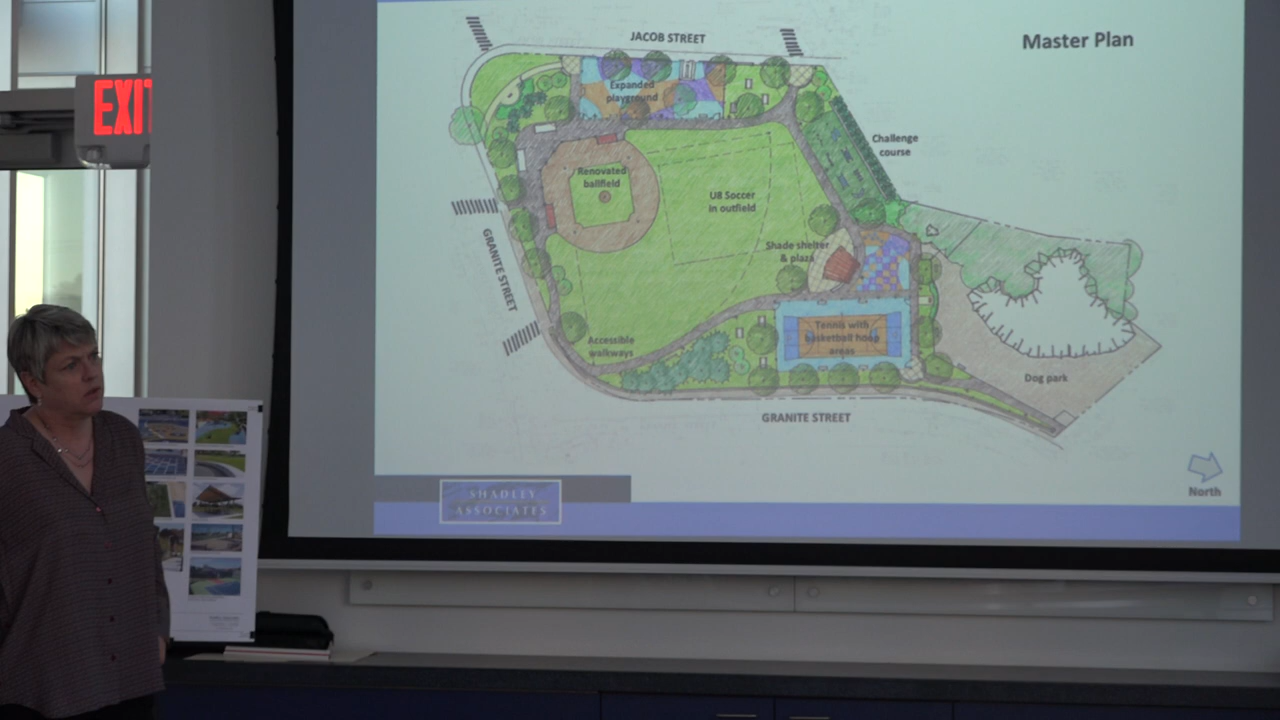 EXIT
JACOB STREET
Master Plan
Expanded
playground
Challenge
course
Renovated
ballfield
U8 Soccer
in outfield
GRANITE STREET
Shade shelter
& plaza
Accessible
walkways
Tennis with
basketball hoop
areas
Dog park
GRANITE STREET
North
SHADLEY
ASSOCIATES